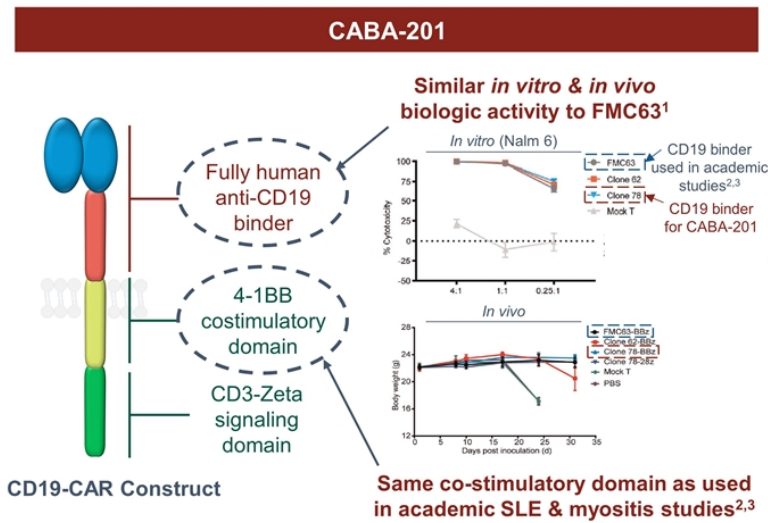 CABA-201
Similar in vitro & in vivo
biologic activity to FMC63¹
Fully human
anti-CD19
binder
4-1BB
costimulatory
domain
CD3-Zeta
signaling
domain
CD19-CAR Construct
In vitro (Nalm 6)
% Cytotoxicity
100
75
50
25
0
-25
-50
4:1
1:1
0.25:1
FMC63
Clone 62
Clone 78
Mock T
CD19 binder
used in academic
studies²,³
CD19 binder
for CABA-201
In vivo
Body weight (g)
28
24
20
16
12
0
5
10
15
20
25
30
35
Days post inoculation (d)
FMC63-BBz
Clone 62-BBz
Clone 78-BBz
Clone 78-28z
Mock T
PBS
Same co-stimulatory domain as used
in academic SLE & myositis studies²,³